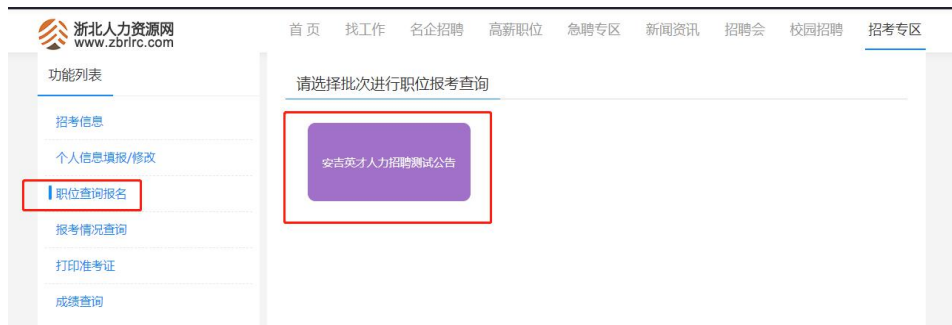 浙北人力资源网
www.zbrlrc.com
首页 找工作 名企招聘 高薪职位 急聘专区 新闻资讯 招聘会 校园招聘 招考专区
功能列表
招考信息
个人信息填报/修改
职位查询报名
报考情况查询
打印准考证
成绩查询
请选择批次进行职位报考查询
安吉英才人力招聘测试公告